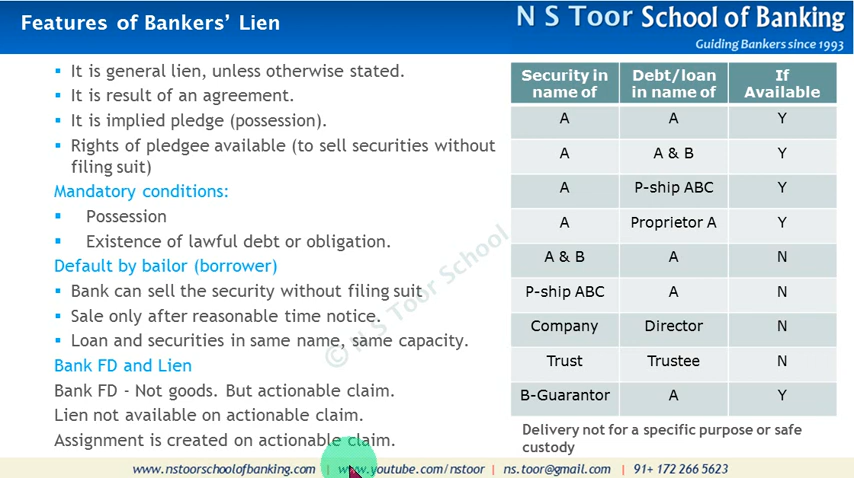 Features of Bankers' Lien
N S Toor School of Banking
Guiding Bankers since 1993
▪ It is general lien, unless otherwise stated.
▪ It is result of an agreement.
▪ It is implied pledge (possession).
▪ Rights of pledgee available (to sell securities without
filing suit)
Mandatory conditions:
▪ Possession
▪ Existence of lawful debt or obligation.
Default by bailor (borrower)
▪ Bank can sell the security without filing suit
▪ Sale only after reasonable time notice.
▪ Loan and securities in same name, same capacity.
Bank FD and Lien
Bank FD - Not goods. But actionable claim.
Lien not available on actionable claim.
Assignment is created on actionable claim.
Security in name of | Debt/loan in name of | If Available
A | A | Y
A | A & B | Y
A | P-ship ABC | Y
A | Proprietor A | Y
A & B | A | N
P-ship ABC | A | N
Company | Director | N
Trust | Trustee | N
B-Guarantor | A | Y
Delivery not for a specific purpose or safe
custody
© N S Toor School
www.nstoorschoolofbanking.com | www.youtube.com/nstoor | ns.toor@gmail.com | 91+ 172 266 5623